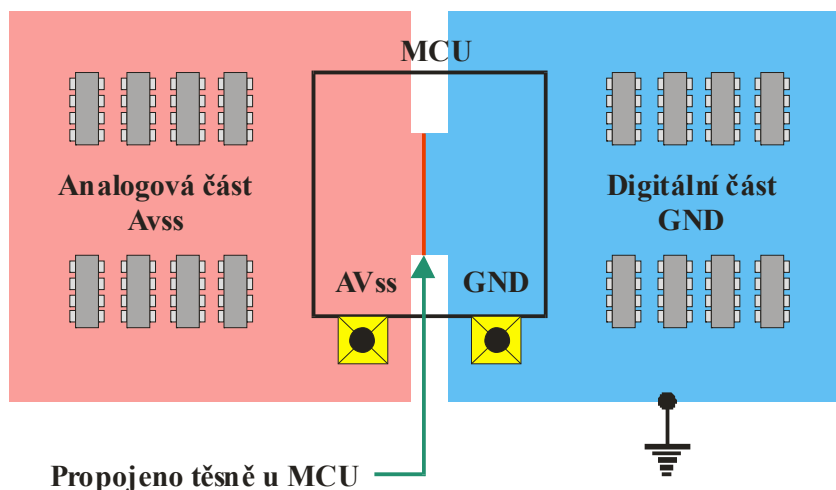 MCU
Analogová část
Avss
Digitální část
GND
AVss
GND
Propojeno těsně u MCU